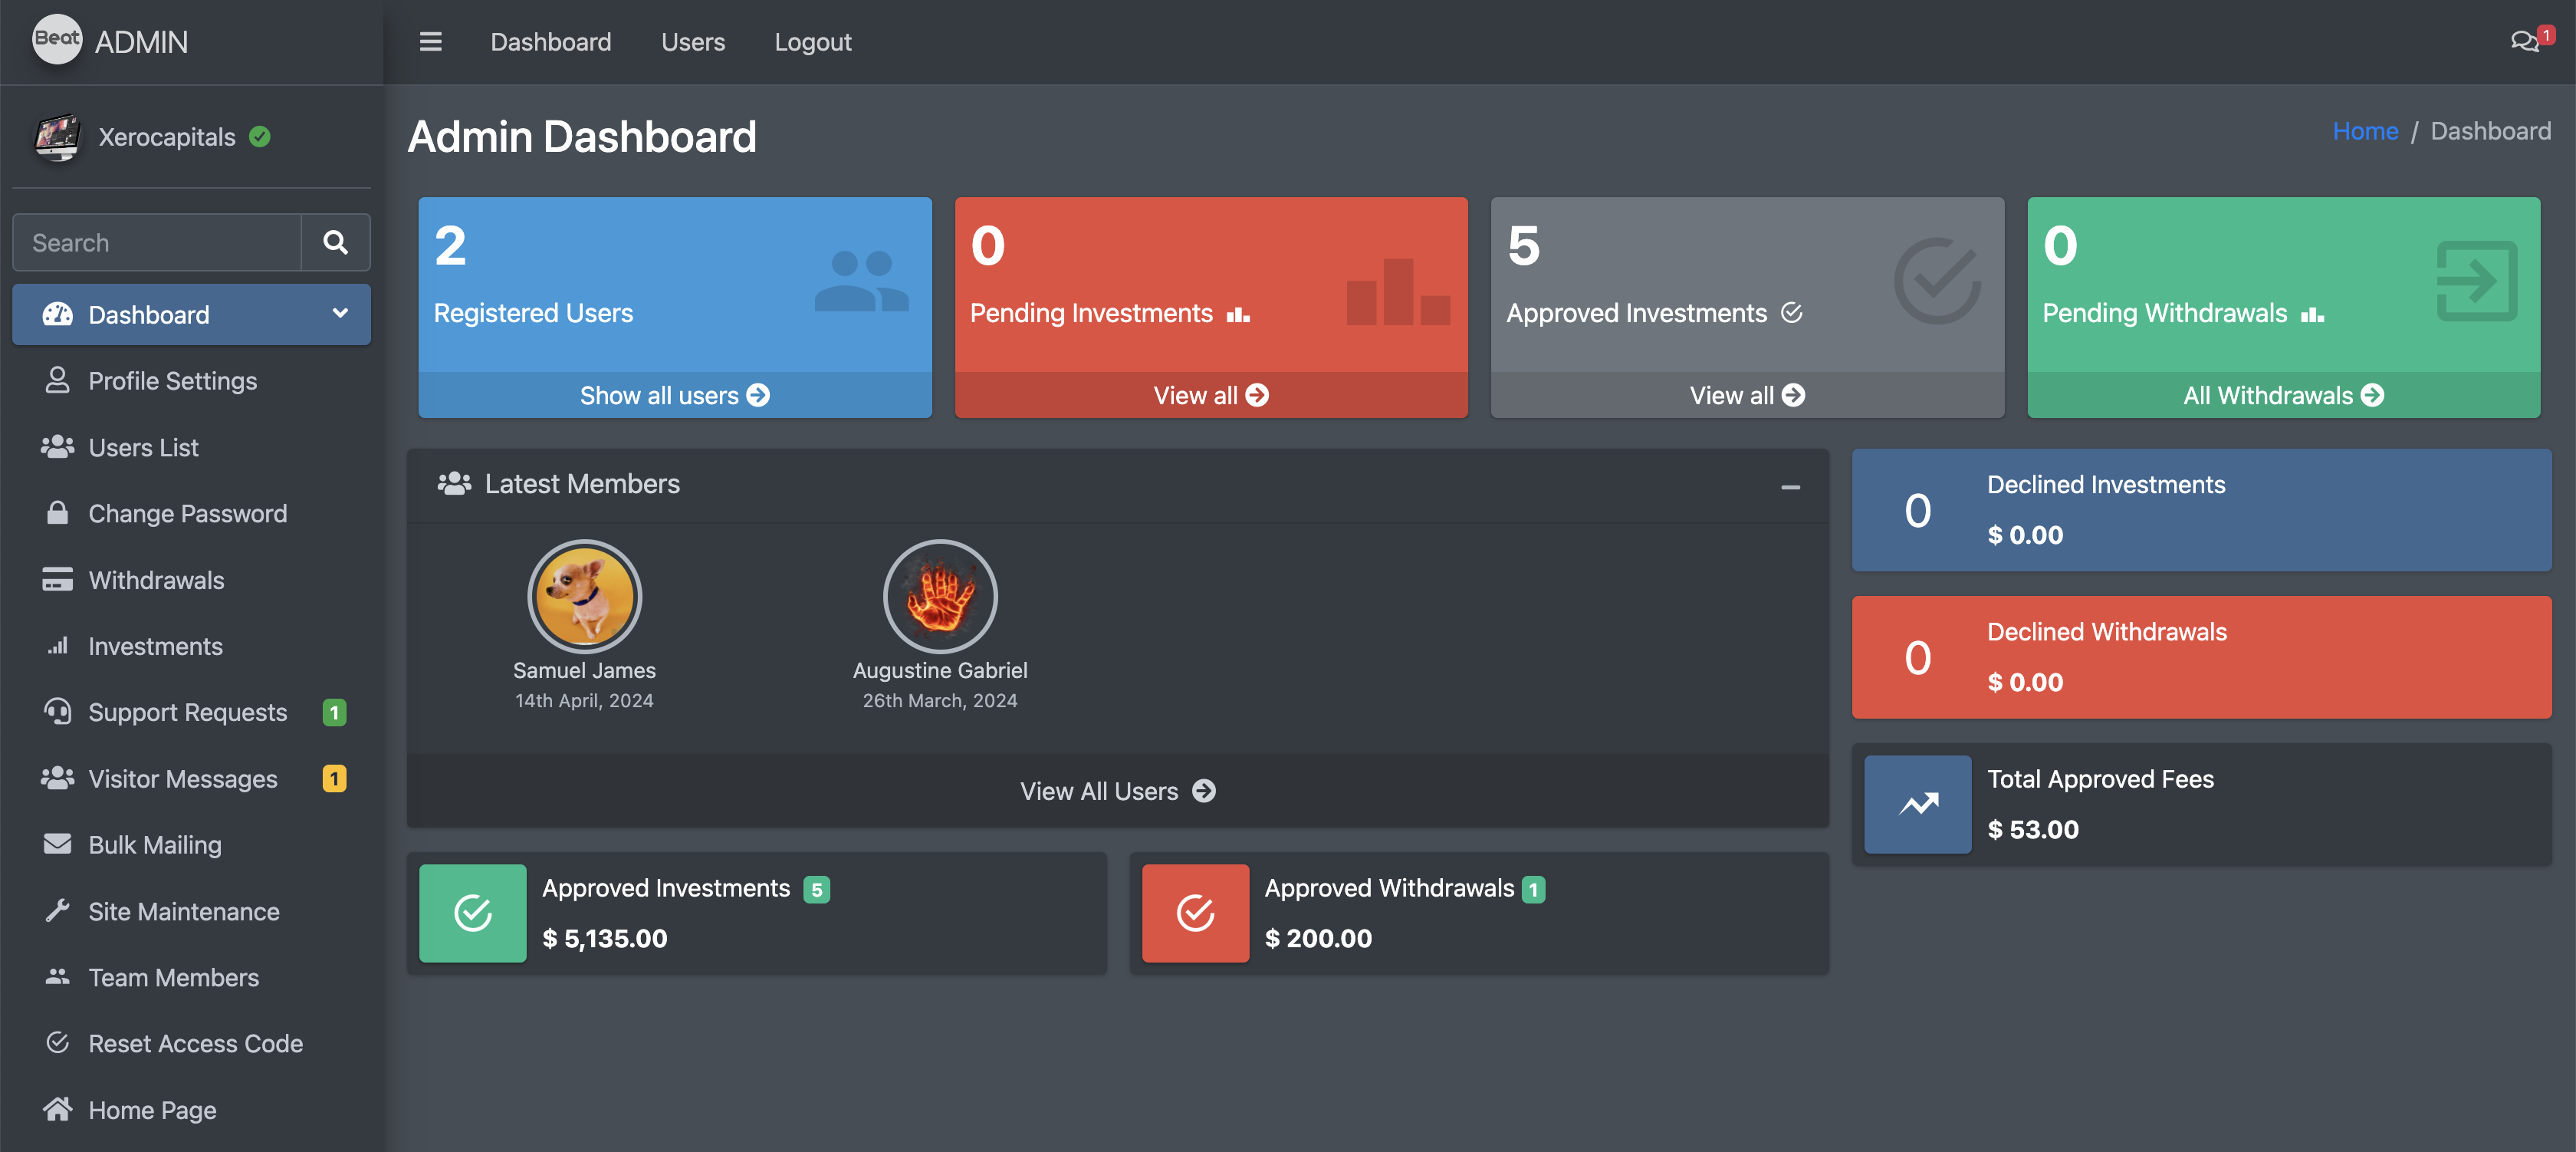 Beat ADMIN
Dashboard
Users
Logout
1
Xerocapitals
Search
Dashboard
Profile Settings
Users List
Change Password
Withdrawals
Investments
Support Requests 1
Visitor Messages 1
Bulk Mailing
Site Maintenance
Team Members
Reset Access Code
Home Page
Admin Dashboard
Home / Dashboard
2
Registered Users
Show all users
0
Pending Investments
View all
5
Approved Investments
View all
0
Pending Withdrawals
All Withdrawals
Latest Members
Samuel James
14th April, 2024
Augustine Gabriel
26th March, 2024
View All Users
0
Declined Investments
$ 0.00
0
Declined Withdrawals
$ 0.00
Total Approved Fees
$ 53.00
Approved Investments 5
$ 5,135.00
Approved Withdrawals 1
$ 200.00